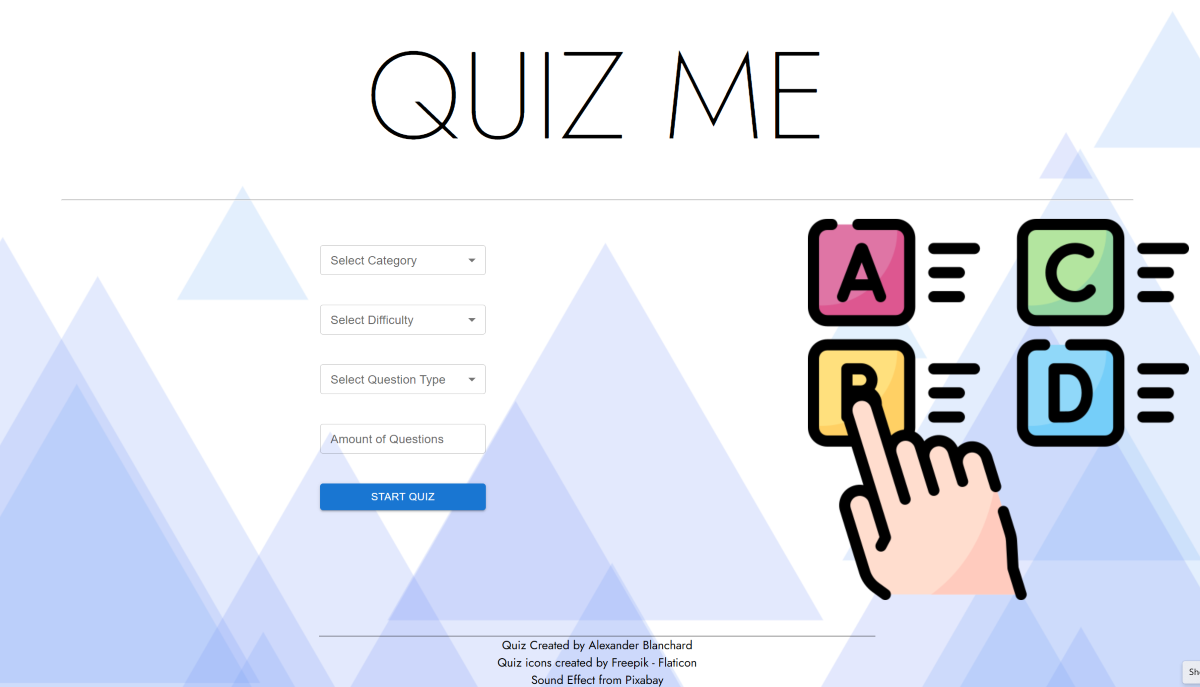 QUIZ ME
Select Category
Select Difficulty
Select Question Type
Amount of Questions
START QUIZ
A
C
B
D
Quiz Created by Alexander Blanchard
Quiz icons created by Freepik - Flaticon
Sound Effect from Pixabay